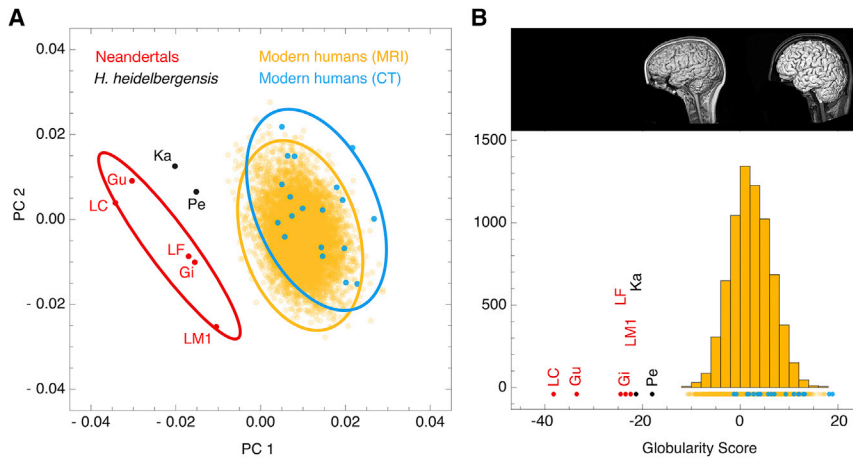 A
0.04
0.02
0.00
- 0.02
- 0.04
PC 2
Neandertals
H. heidelbergensis
Modern humans (MRI)
Modern humans (CT)
Ka
Gu
Pe
LC
LF
Gi
LM1
- 0.04
- 0.02
0.00
0.02
0.04
PC 1
B
1500
1000
500
0
Ka
LF
LM1
LC
Gu
Gi
Pe
-40
-20
0
20
Globularity Score